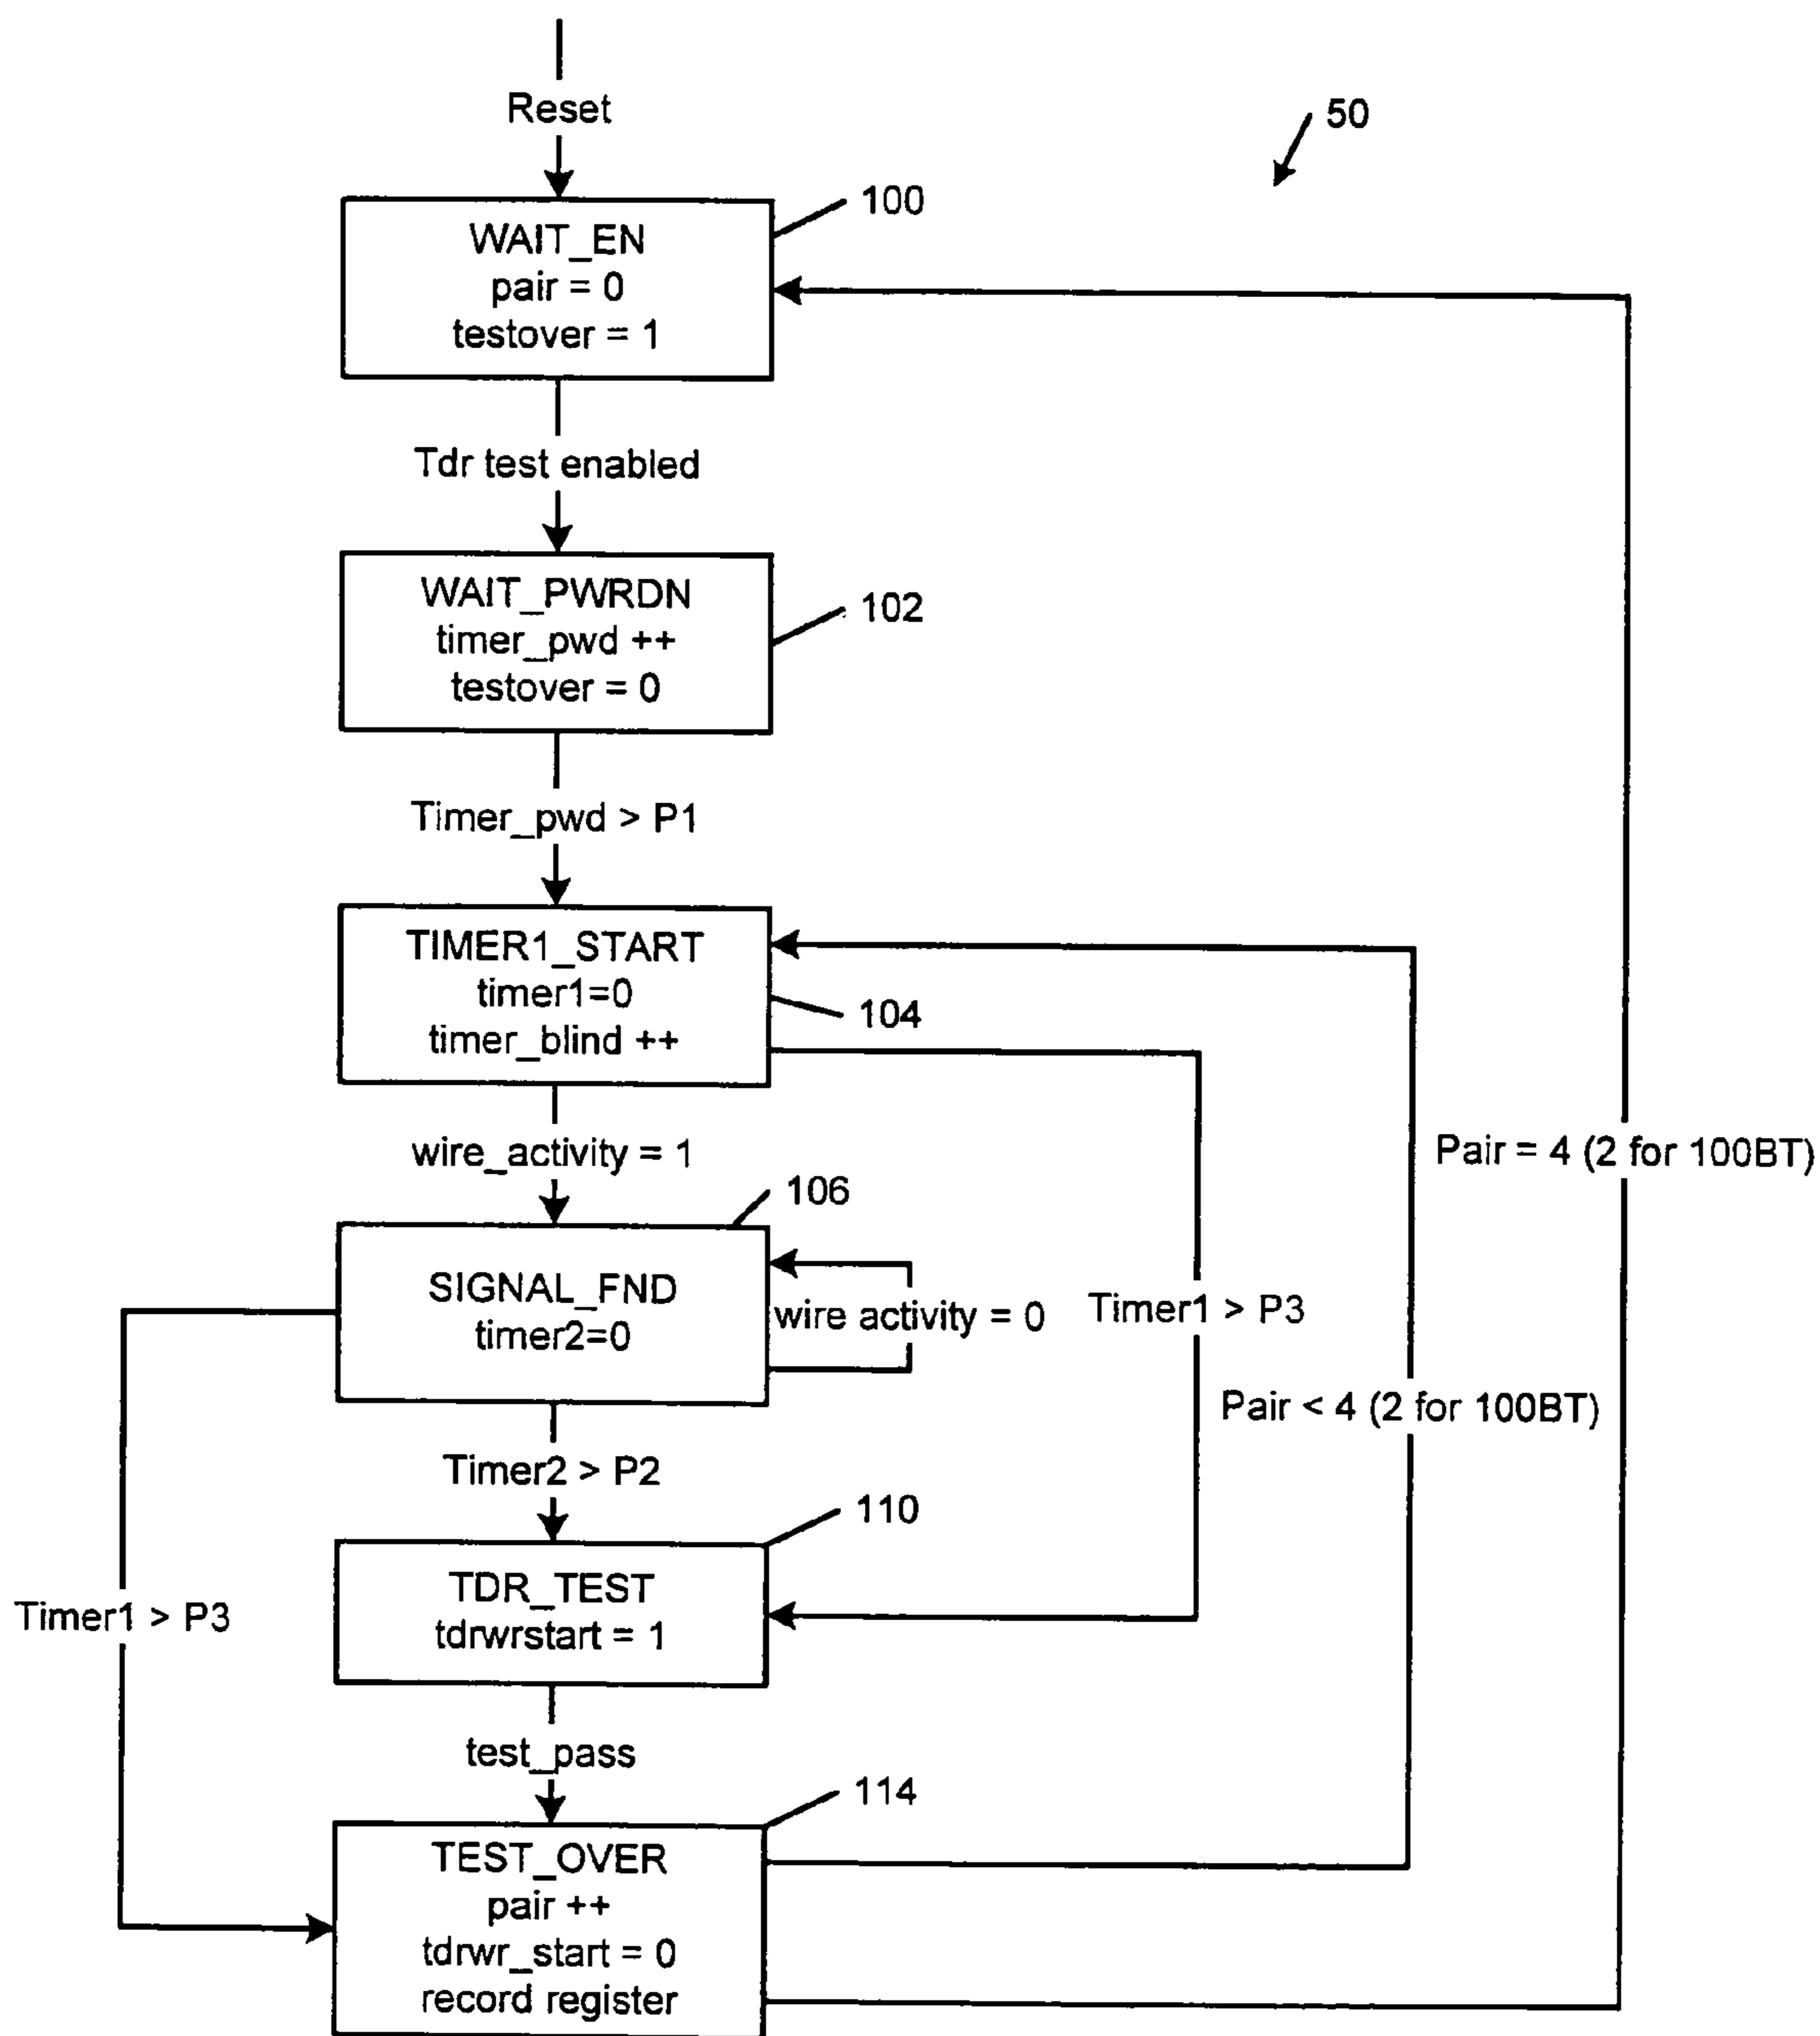 Reset
50
100
WAIT_EN
pair = 0
testover = 1
Tdr test enabled
WAIT_PWRDN
timer_pwd ++
testover = 0
102
Timer_pwd > P1
TIMER1_START
timer1=0
timer_blind ++
104
wire_activity = 1
Pair = 4 (2 for 100BT)
106
SIGNAL_FND
timer2=0
wire activity = 0
Timer1 > P3
Pair < 4 (2 for 100BT)
Timer2 > P2
110
TDR_TEST
tdrwrstart = 1
Timer1 > P3
test_pass
114
TEST_OVER
pair ++
tdrwr_start = 0
record register